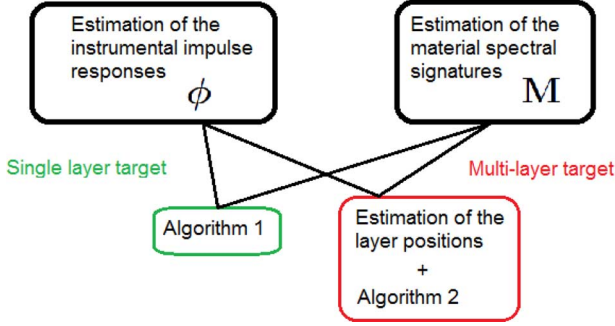 Estimation of the
instrumental impulse
responses
ϕ
Estimation of the
material spectral
signatures
M
Single layer target
Multi-layer target
Algorithm 1
Estimation of the
layer positions
+
Algorithm 2